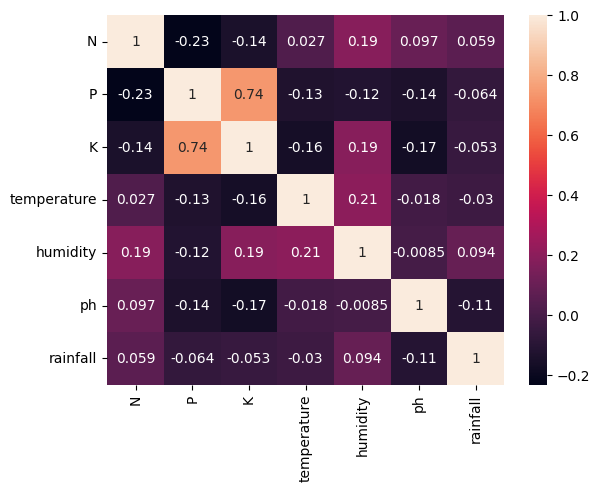 N 1 -0.23 -0.14 0.027 0.19 0.097 0.059
P -0.23 1 0.74 -0.13 -0.12 -0.14 -0.064
K -0.14 0.74 1 -0.16 0.19 -0.17 -0.053
temperature 0.027 -0.13 -0.16 1 0.21 -0.018 -0.03
humidity 0.19 -0.12 0.19 0.21 1 -0.0085 0.094
ph 0.097 -0.14 -0.17 -0.018 -0.0085 1 -0.11
rainfall 0.059 -0.064 -0.053 -0.03 0.094 -0.11 1
N P K temperature humidity ph rainfall
1.0
0.8
0.6
0.4
0.2
0.0
−0.2